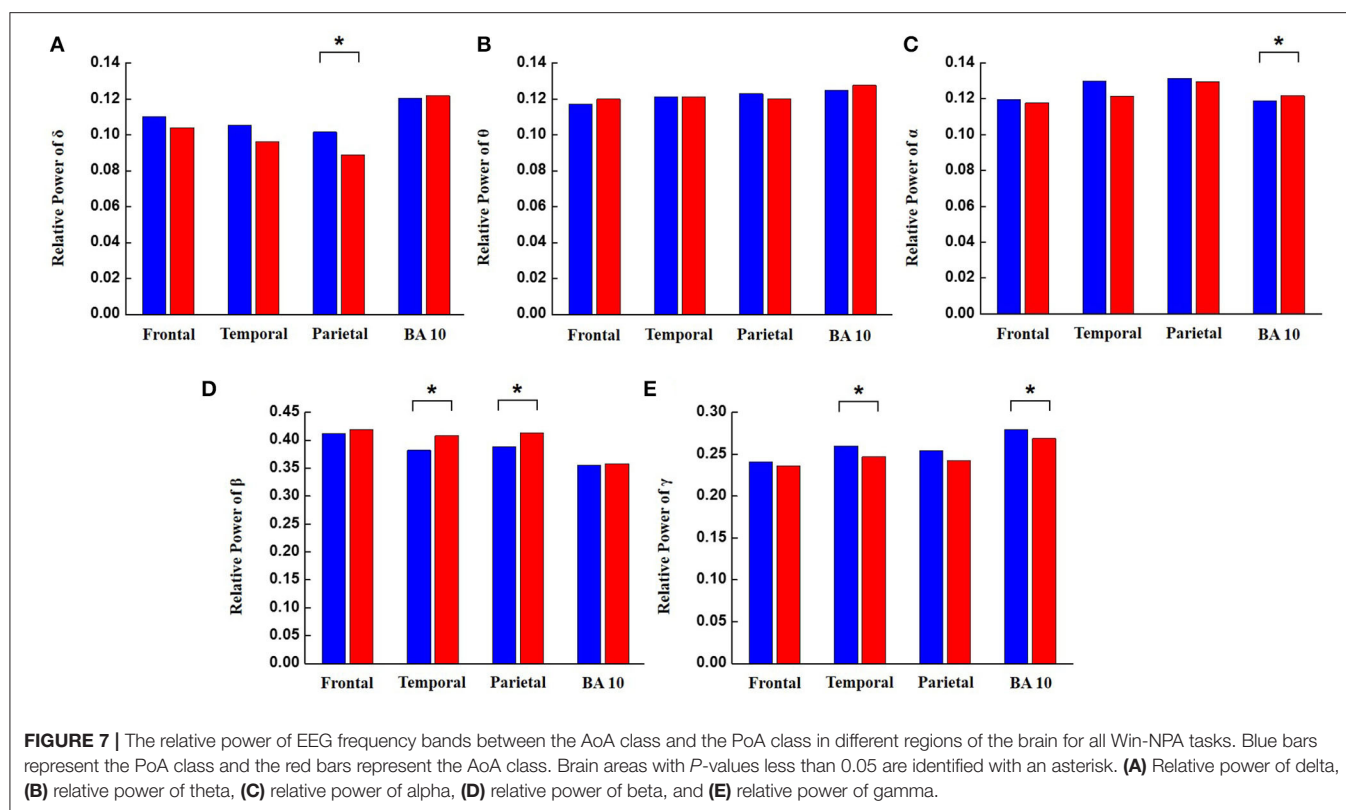 A
*
Relative Power of δ
0.14
0.12
0.10
0.08
0.06
0.04
0.02
0.00
Frontal Temporal Parietal BA 10
B
Relative Power of θ
0.14
0.12
0.10
0.08
0.06
0.04
0.02
0.00
Frontal Temporal Parietal BA 10
C
*
Relative Power of α
0.14
0.12
0.10
0.08
0.06
0.04
0.02
0.00
Frontal Temporal Parietal BA 10
D
* *
Relative Power of β
0.45
0.40
0.35
0.30
0.25
0.20
0.15
0.10
0.05
0.00
Frontal Temporal Parietal BA 10
E
* *
Relative Power of γ
0.30
0.25
0.20
0.15
0.10
0.05
0.00
Frontal Temporal Parietal BA 10
FIGURE 7 | The relative power of EEG frequency bands between the AoA class and the PoA class in different regions of the brain for all Win-NPA tasks. Blue bars
represent the PoA class and the red bars represent the AoA class. Brain areas with P-values less than 0.05 are identified with an asterisk. (A) Relative power of delta,
(B) relative power of theta, (C) relative power of alpha, (D) relative power of beta, and (E) relative power of gamma.